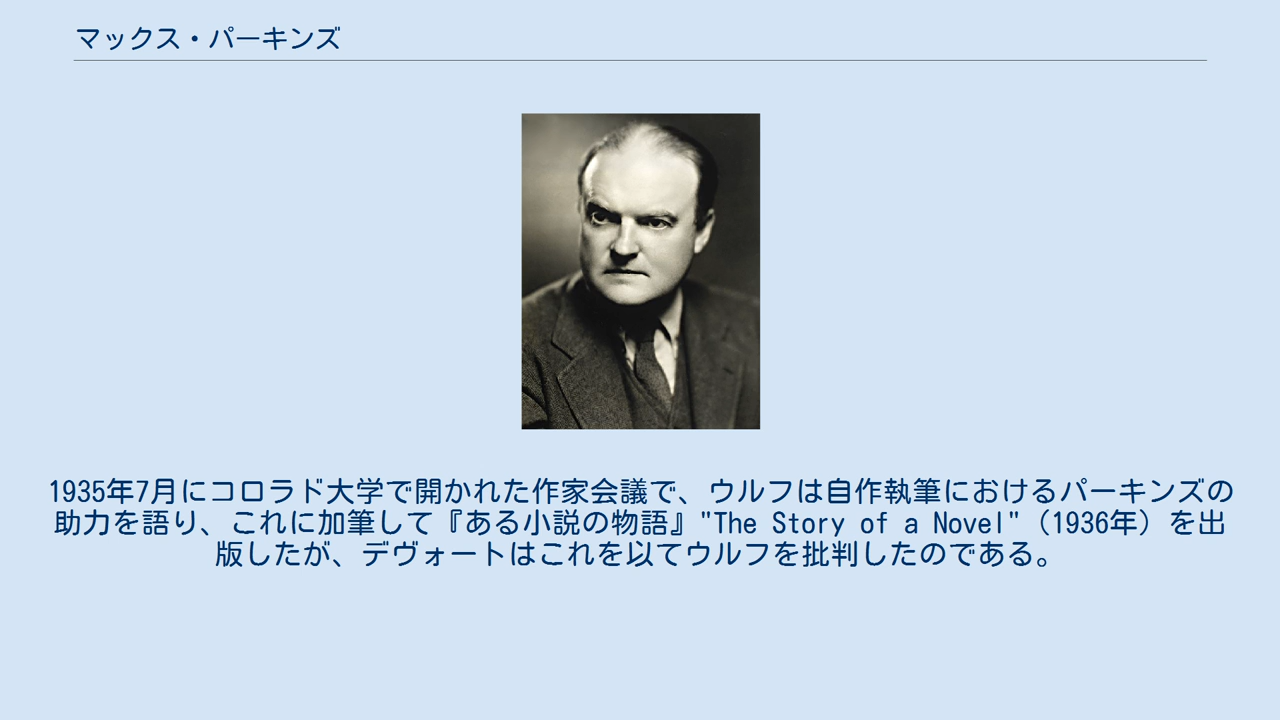 マックス・パーキンズ
1935年7月にコロラド大学で開かれた作家会議で、ウルフは自作執筆におけるパーキンズの
助力を語り、これに加筆して『ある小説の物語』"The Story of a Novel"（1936年）を出
版したが、デヴォートはこれを以てウルフを批判したのである。